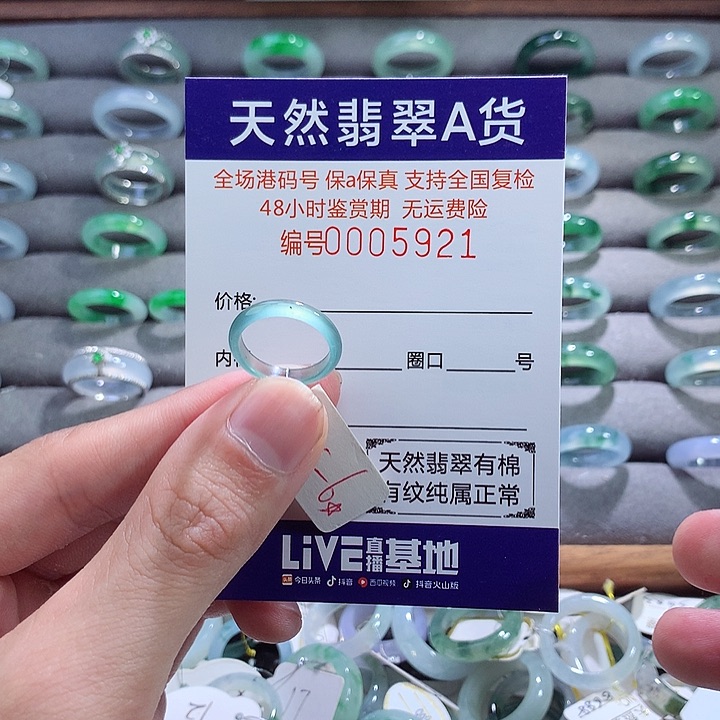 天然翡翠A货
全场港码号 保a保真 支持全国复检
48小时鉴赏期 无运费险
编号0005921
价格:
内 圈口 号
天然翡翠有棉
有纹纯属正常
LiVE直播基地
今日头条 抖音 西瓜视频 抖音火山版
17
12